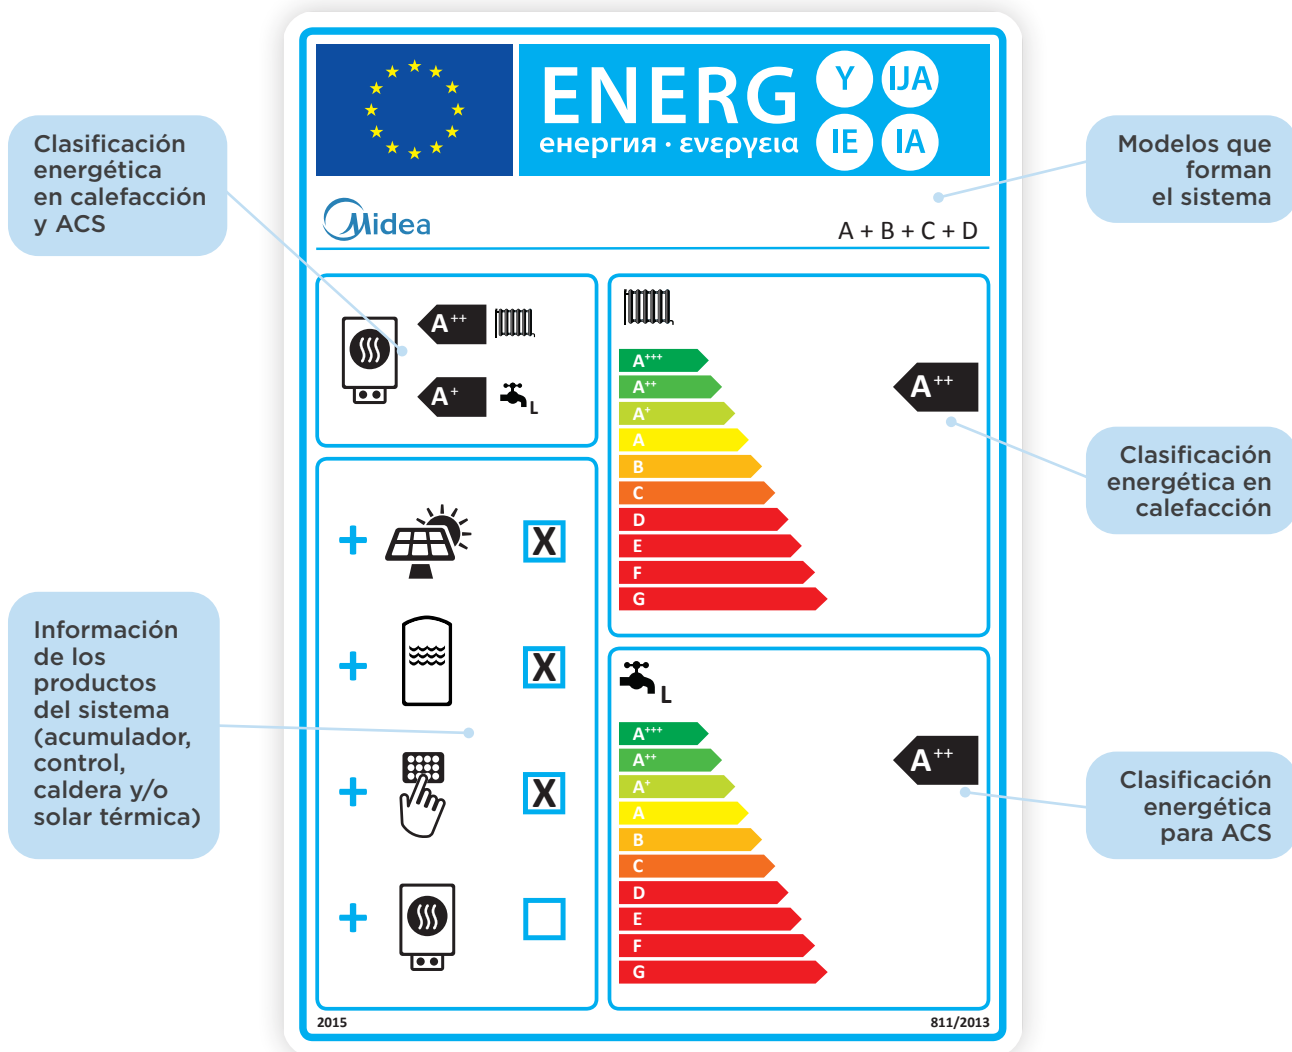 ENERG
енергия · ενεργεια
Y
IJA
IE
IA
Midea
A + B + C + D
Clasificación
energética
en calefacción
y ACS
Modelos que
forman
el sistema
A++
A+
L
X
X
X
Información
de los
productos
del sistema
(acumulador,
control,
caldera y/o
solar térmica)
A+++
A++
A+
A
B
C
D
E
F
G
A++
Clasificación
energética en
calefacción
L
A+++
A++
A+
A
B
C
D
E
F
G
A++
Clasificación
energética
para ACS
2015
811/2013